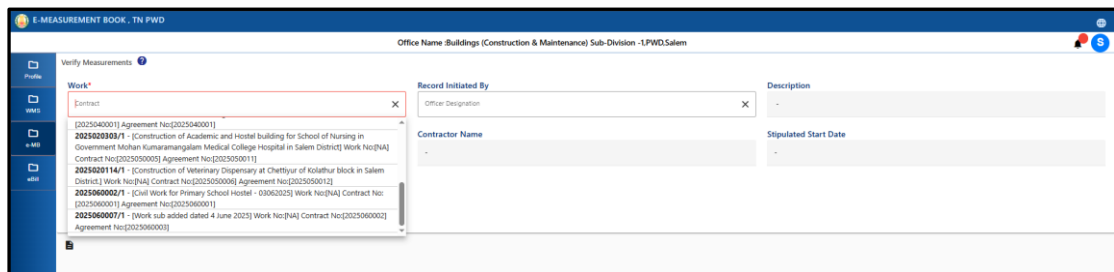 E-MEASUREMENT BOOK , TN PWD
Office Name :Buildings (Construction & Maintenance) Sub-Division -1,PWD,Salem
S
Profile
WMS
e-MB
eBill
Verify Measurements ?
Work*
Contract
[2025040001] Agreement No:[2025040001]
2025020303/1 - [Construction of Academic and Hostel building for School of Nursing in
Government Mohan Kumaramangalam Medical College Hospital in Salem District] Work No:[NA]
Contract No:[2025050005] Agreement No:[2025050011]
2025020114/1 - [Construction of Veterinary Dispensary at Chettiyur of Kolathur block in Salem
District.] Work No:[NA] Contract No:[2025050006] Agreement No:[2025050012]
2025060002/1 - [Civil Work for Primary School Hostel - 03062025] Work No:[NA] Contract No:
[2025060001] Agreement No:[2025060001]
2025060007/1 - [Work sub added dated 4 June 2025] Work No:[NA] Contract No:[2025060002]
Agreement No:[2025060003]
Record Initiated By
Officer Designation
Description
-
Contractor Name
-
Stipulated Start Date
-